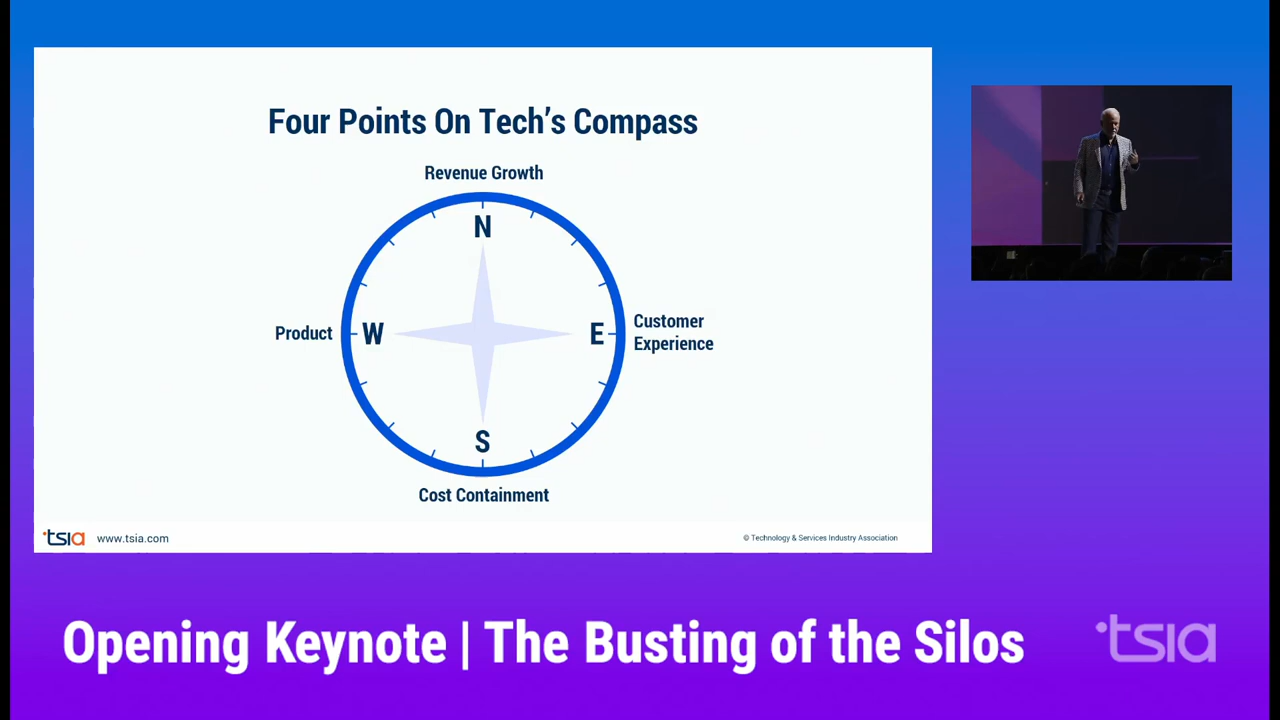 Four Points On Tech's Compass
Revenue Growth
N
Product
W
E
Customer
Experience
S
Cost Containment
tsia
www.tsia.com
© Technology & Services Industry Association
Opening Keynote | The Busting of the Silos
tsia